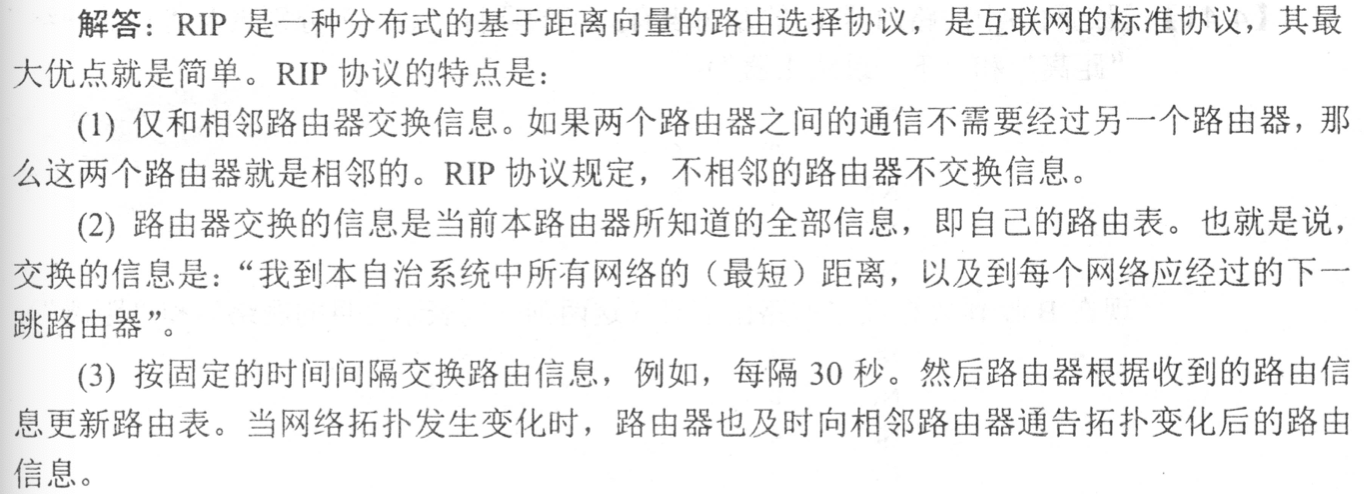 解答：RIP 是一种分布式的基于距离向量的路由选择协议，是互联网的标准协议，其最
大优点就是简单。RIP 协议的特点是：
(1) 仅和相邻路由器交换信息。如果两个路由器之间的通信不需要经过另一个路由器，那
么这两个路由器就是相邻的。RIP 协议规定，不相邻的路由器不交换信息。
(2) 路由器交换的信息是当前本路由器所知道的全部信息，即自己的路由表。也就是说，
交换的信息是：“我到本自治系统中所有网络的（最短）距离，以及到每个网络应经过的下一
跳路由器”。
(3) 按固定的时间间隔交换路由信息，例如，每隔 30 秒。然后路由器根据收到的路由信
息更新路由表。当网络拓扑发生变化时，路由器也及时向相邻路由器通告拓扑变化后的路由
信息。